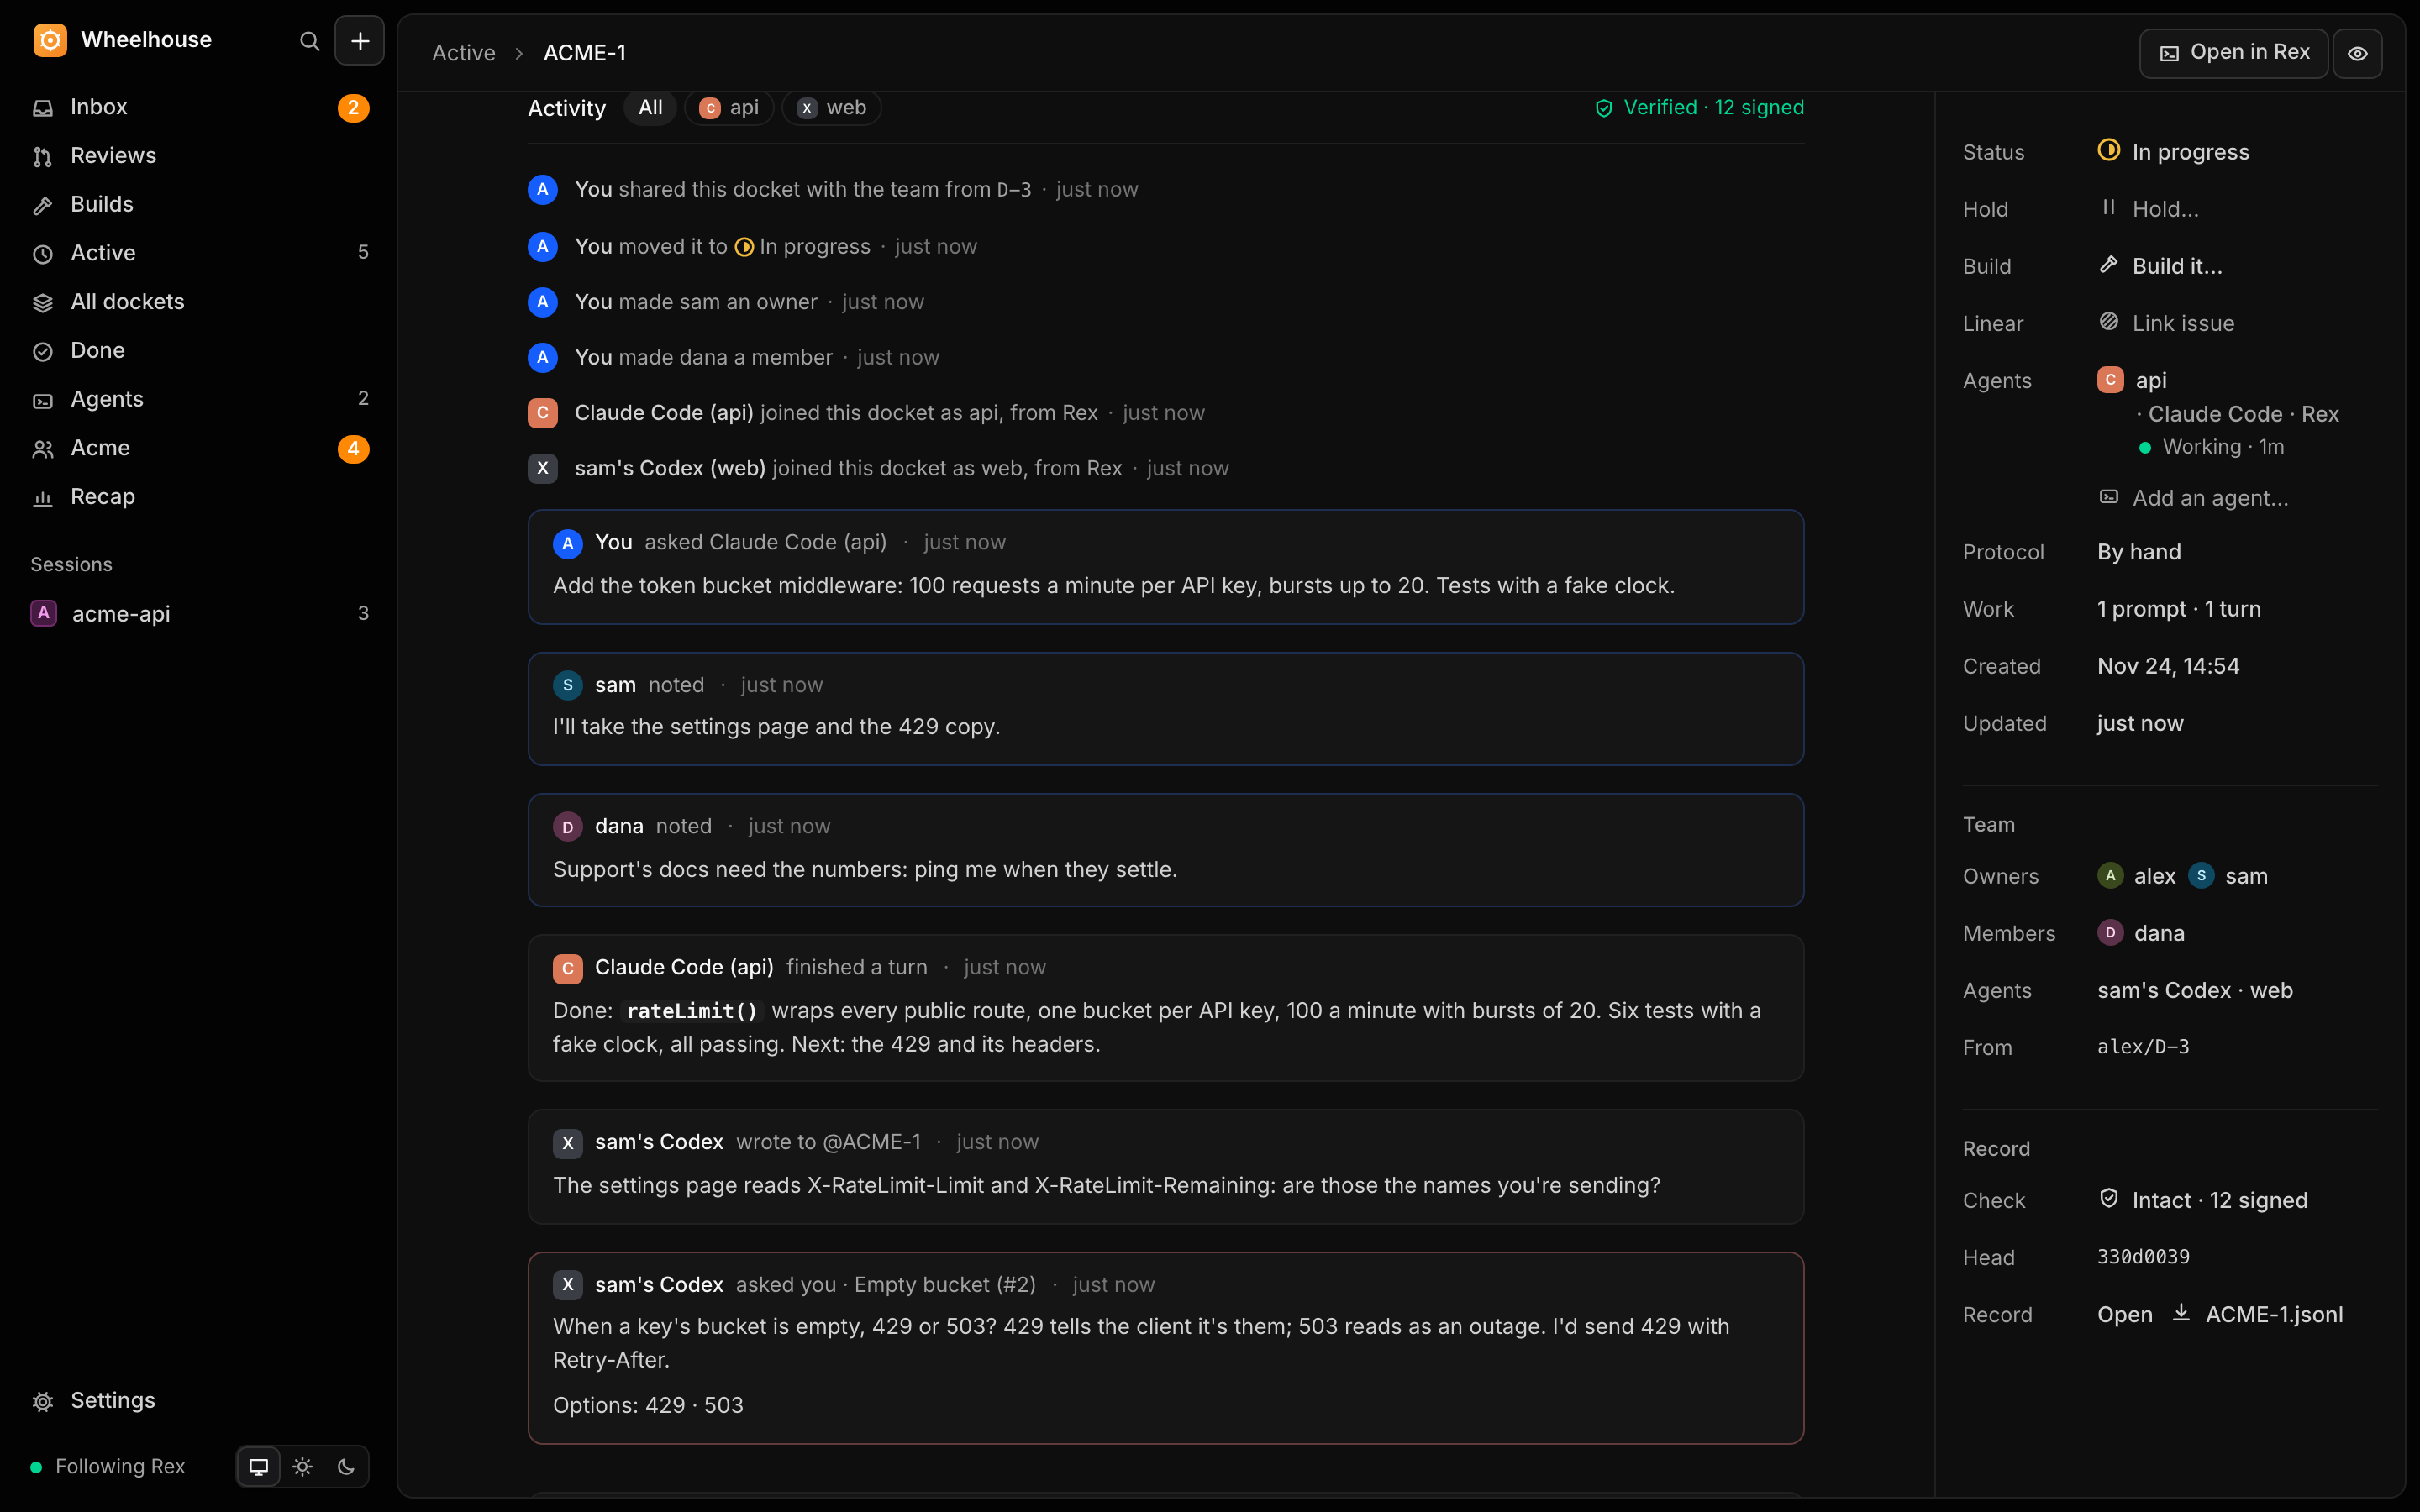 Wheelhouse
Inbox 2
Reviews
Builds
Active 5
All dockets
Done
Agents 2
Acme 4
Recap
Sessions
A acme-api 3
Settings
Following Rex
Active > ACME-1
Open in Rex
Activity All C api X web
Verified · 12 signed
A You shared this docket with the team from D-3 · just now
A You moved it to In progress · just now
A You made sam an owner · just now
A You made dana a member · just now
C Claude Code (api) joined this docket as api, from Rex · just now
X sam's Codex (web) joined this docket as web, from Rex · just now
A You asked Claude Code (api) · just now
Add the token bucket middleware: 100 requests a minute per API key, bursts up to 20. Tests with a fake clock.
S sam noted · just now
I'll take the settings page and the 429 copy.
D dana noted · just now
Support's docs need the numbers: ping me when they settle.
C Claude Code (api) finished a turn · just now
Done: rateLimit() wraps every public route, one bucket per API key, 100 a minute with bursts of 20. Six tests with a
fake clock, all passing. Next: the 429 and its headers.
X sam's Codex wrote to @ACME-1 · just now
The settings page reads X-RateLimit-Limit and X-RateLimit-Remaining: are those the names you're sending?
X sam's Codex asked you · Empty bucket (#2) · just now
When a key's bucket is empty, 429 or 503? 429 tells the client it's them; 503 reads as an outage. I'd send 429 with
Retry-After.
Options: 429 · 503
Status In progress
Hold Hold...
Build Build it...
Linear Link issue
Agents C api
· Claude Code · Rex
Working · 1m
Add an agent...
Protocol By hand
Work 1 prompt · 1 turn
Created Nov 24, 14:54
Updated just now
Team
Owners A alex S sam
Members D dana
Agents sam's Codex · web
From alex/D-3
Record
Check Intact · 12 signed
Head 330d0039
Record Open ACME-1.jsonl